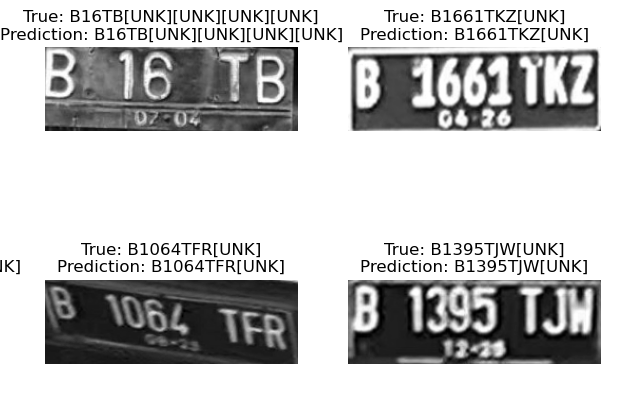 True: B16TB[UNK][UNK][UNK][UNK]
Prediction: B16TB[UNK][UNK][UNK][UNK]
B 16 TB
07·04
True: B1661TKZ[UNK]
Prediction: B1661TKZ[UNK]
B 1661 TKZ
04·26
NK]
True: B1064TFR[UNK]
Prediction: B1064TFR[UNK]
B 1064 TFR
True: B1395TJW[UNK]
Prediction: B1395TJW[UNK]
B 1395 TJW